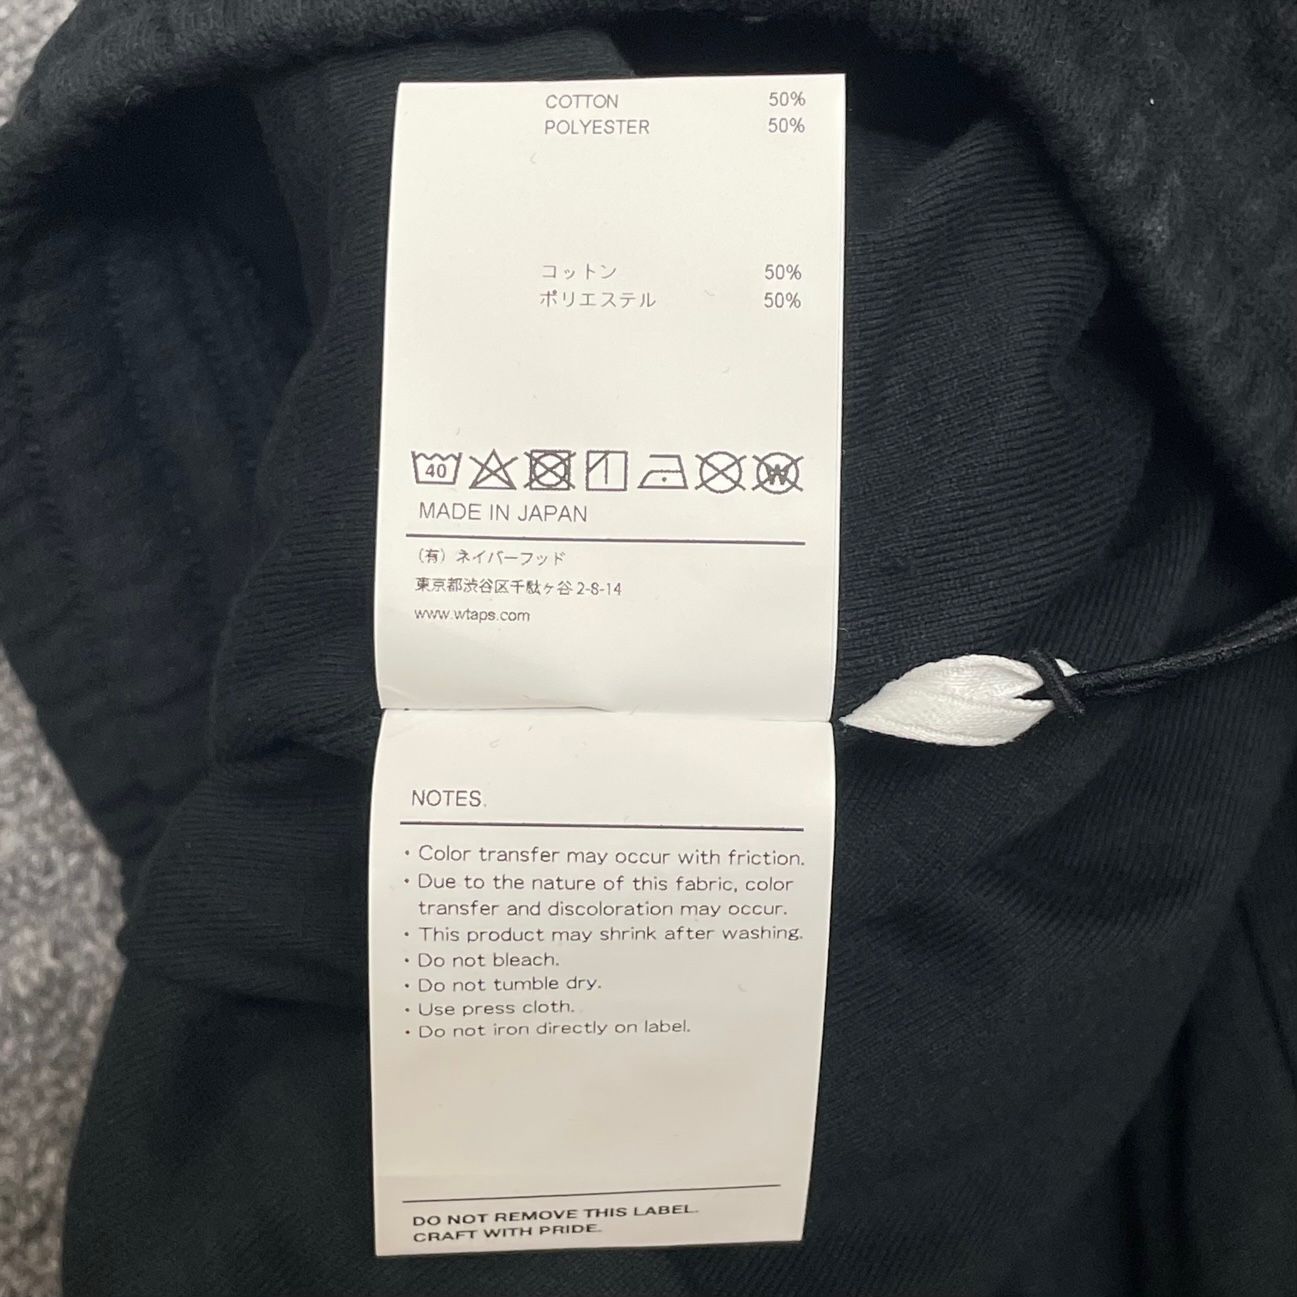 COTTON 50%
POLYESTER 50%
コットン 50%
ポリエステル 50%
40
W
MADE IN JAPAN
(有) ネイバーフッド
東京都渋谷区千駄ヶ谷 2-8-14
www.wtaps.com
NOTES.
・Color transfer may occur with friction.
・Due to the nature of this fabric, color
transfer and discoloration may occur.
・This product may shrink after washing.
・Do not bleach.
・Do not tumble dry.
・Use press cloth.
・Do not iron directly on label.
DO NOT REMOVE THIS LABEL.
CRAFT WITH PRIDE.